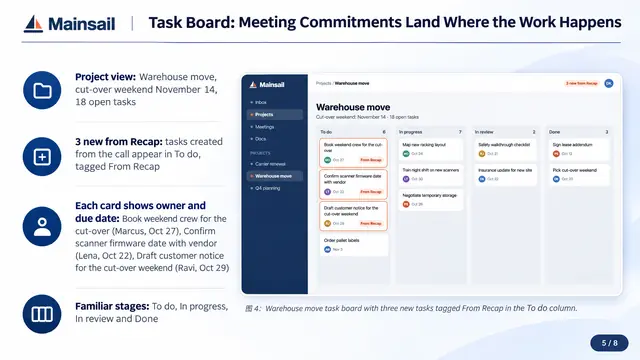 Mainsail
Task Board: Meeting Commitments Land Where the Work Happens
Project view: Warehouse move,
cut-over weekend November 14,
18 open tasks
3 new from Recap: tasks created
from the call appear in To do,
tagged From Recap
Each card shows owner and
due date: Book weekend crew for the
cut-over (Marcus, Oct 27), Confirm
scanner firmware date with vendor
(Lena, Oct 22), Draft customer notice
for the cut-over weekend (Ravi, Oct 29)
Familiar stages: To do, In progress,
In review and Done
Mainsail
Inbox
Projects
Meetings
Docs
PROJECTS
Carrier renewal
Warehouse move
Q4 planning
Projects / Warehouse move
3 new from Recap
Warehouse move
Cut-over weekend: November 14 · 18 open tasks
To do 6
Book weekend crew for the cut-
over
Oct 27
From Recap
Confirm scanner firmware date
with vendor
Oct 22
From Recap
Draft customer notice for the
cut-over weekend
Oct 29
From Recap
Order pallet labels
Nov 3
In progress 7
Map new racking layout
Oct 24
Train night shift on new scanners
Oct 30
Negotiate temporary storage
Oct 28
In review 2
Safety walkthrough checklist
Oct 21
Insurance update for new site
Done 3
Sign lease addendum
Pick cut-over weekend
图 4: Warehouse move task board with three new tasks tagged From Recap in the To do column.
5 / 8